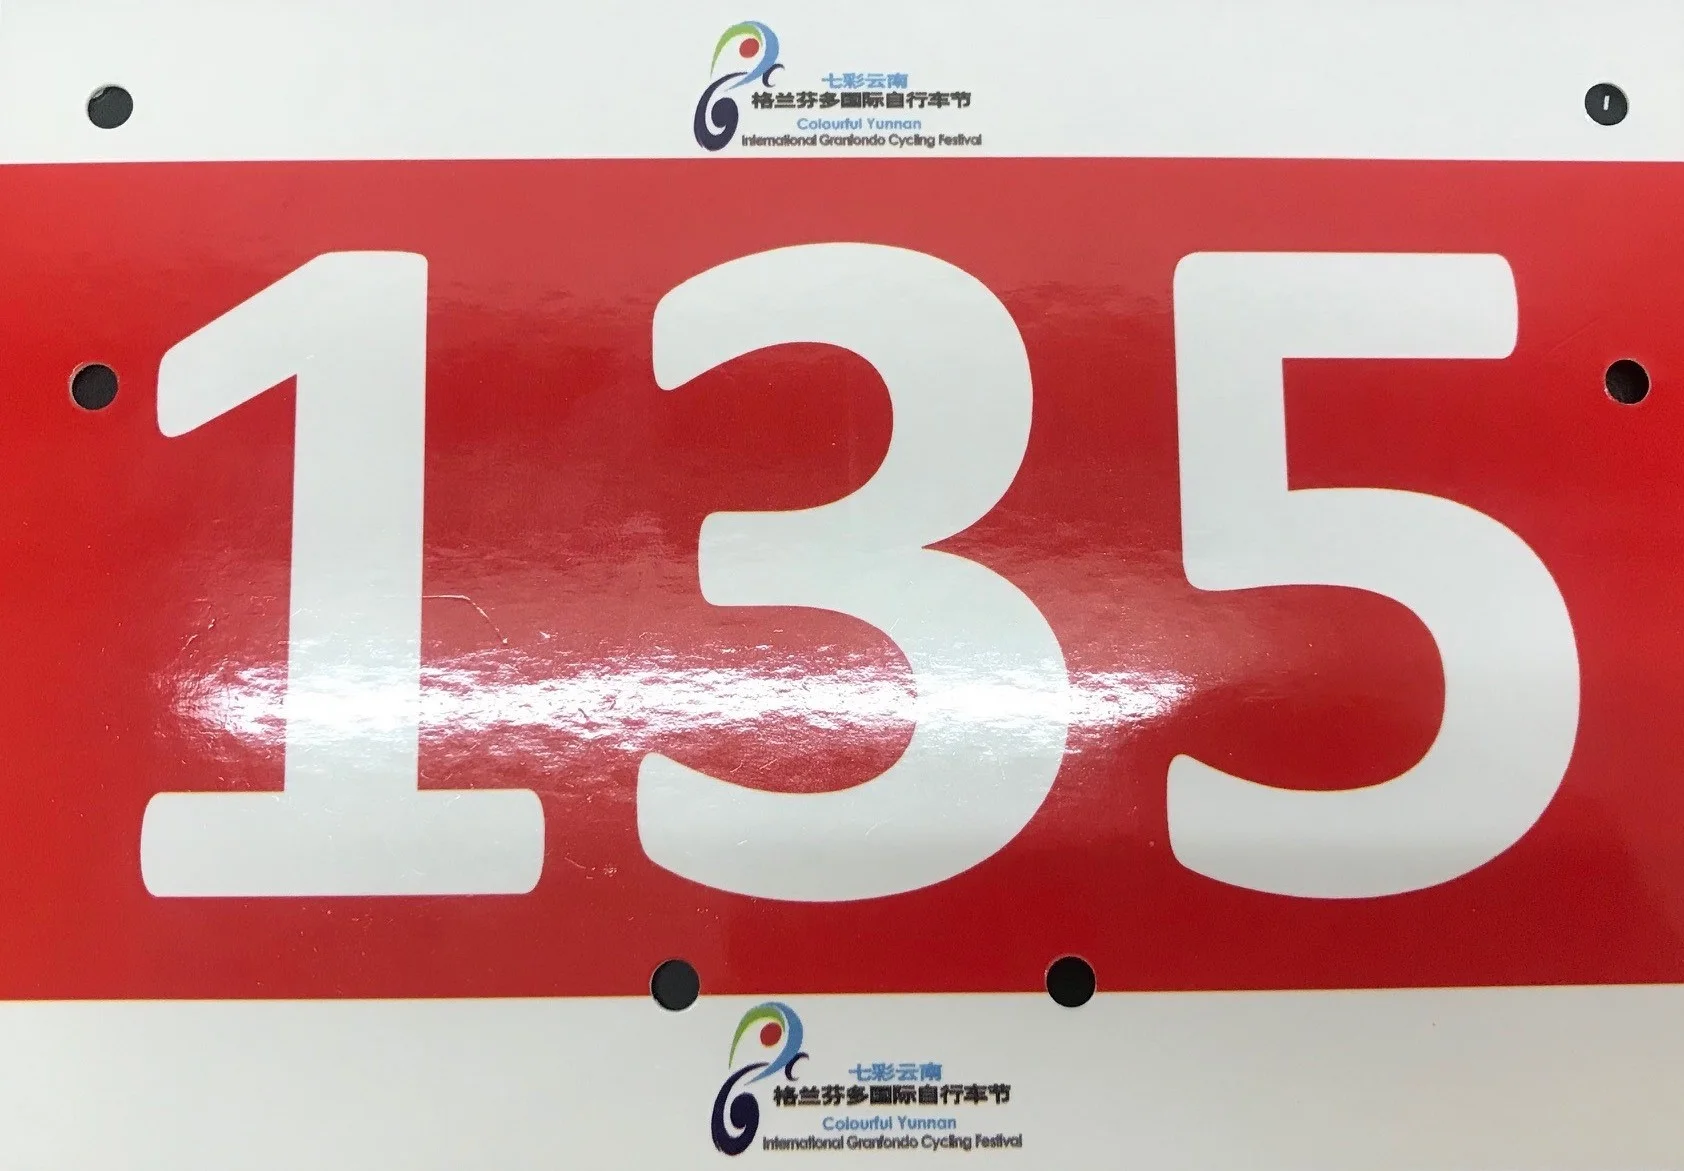 七彩云南
格兰芬多国际自行车节
Colourful Yunnan
International Granfondo Cycling Festival
135
七彩云南
格兰芬多国际自行车节
Colourful Yunnan
International Granfondo Cycling Festival